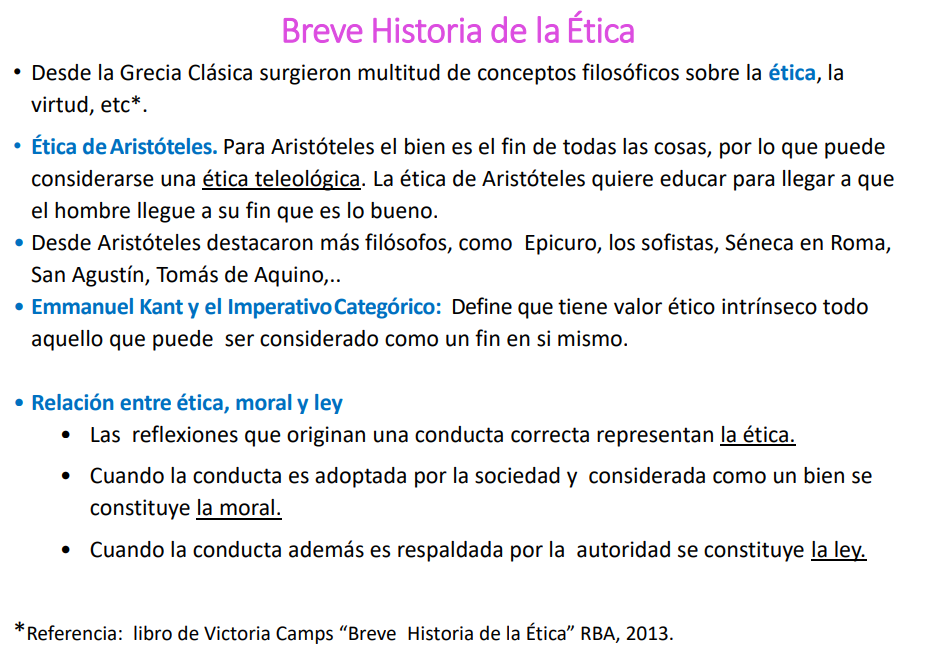 Breve Historia de la Ética
• Desde la Grecia Clásica surgieron multitud de conceptos filosóficos sobre la ética, la
virtud, etc*.
• Ética de Aristóteles. Para Aristóteles el bien es el fin de todas las cosas, por lo que puede
considerarse una ética teleológica. La ética de Aristóteles quiere educar para llegar a que
el hombre llegue a su fin que es lo bueno.
• Desde Aristóteles destacaron más filósofos, como Epicuro, los sofistas, Séneca en Roma,
San Agustín, Tomás de Aquino,..
• Emmanuel Kant y el Imperativo Categórico: Define que tiene valor ético intrínseco todo
aquello que puede ser considerado como un fin en si mismo.
• Relación entre ética, moral y ley
• Las reflexiones que originan una conducta correcta representan la ética.
• Cuando la conducta es adoptada por la sociedad y considerada como un bien se
constituye la moral.
• Cuando la conducta además es respaldada por la autoridad se constituye la ley.
*Referencia: libro de Victoria Camps “Breve Historia de la Ética” RBA, 2013.